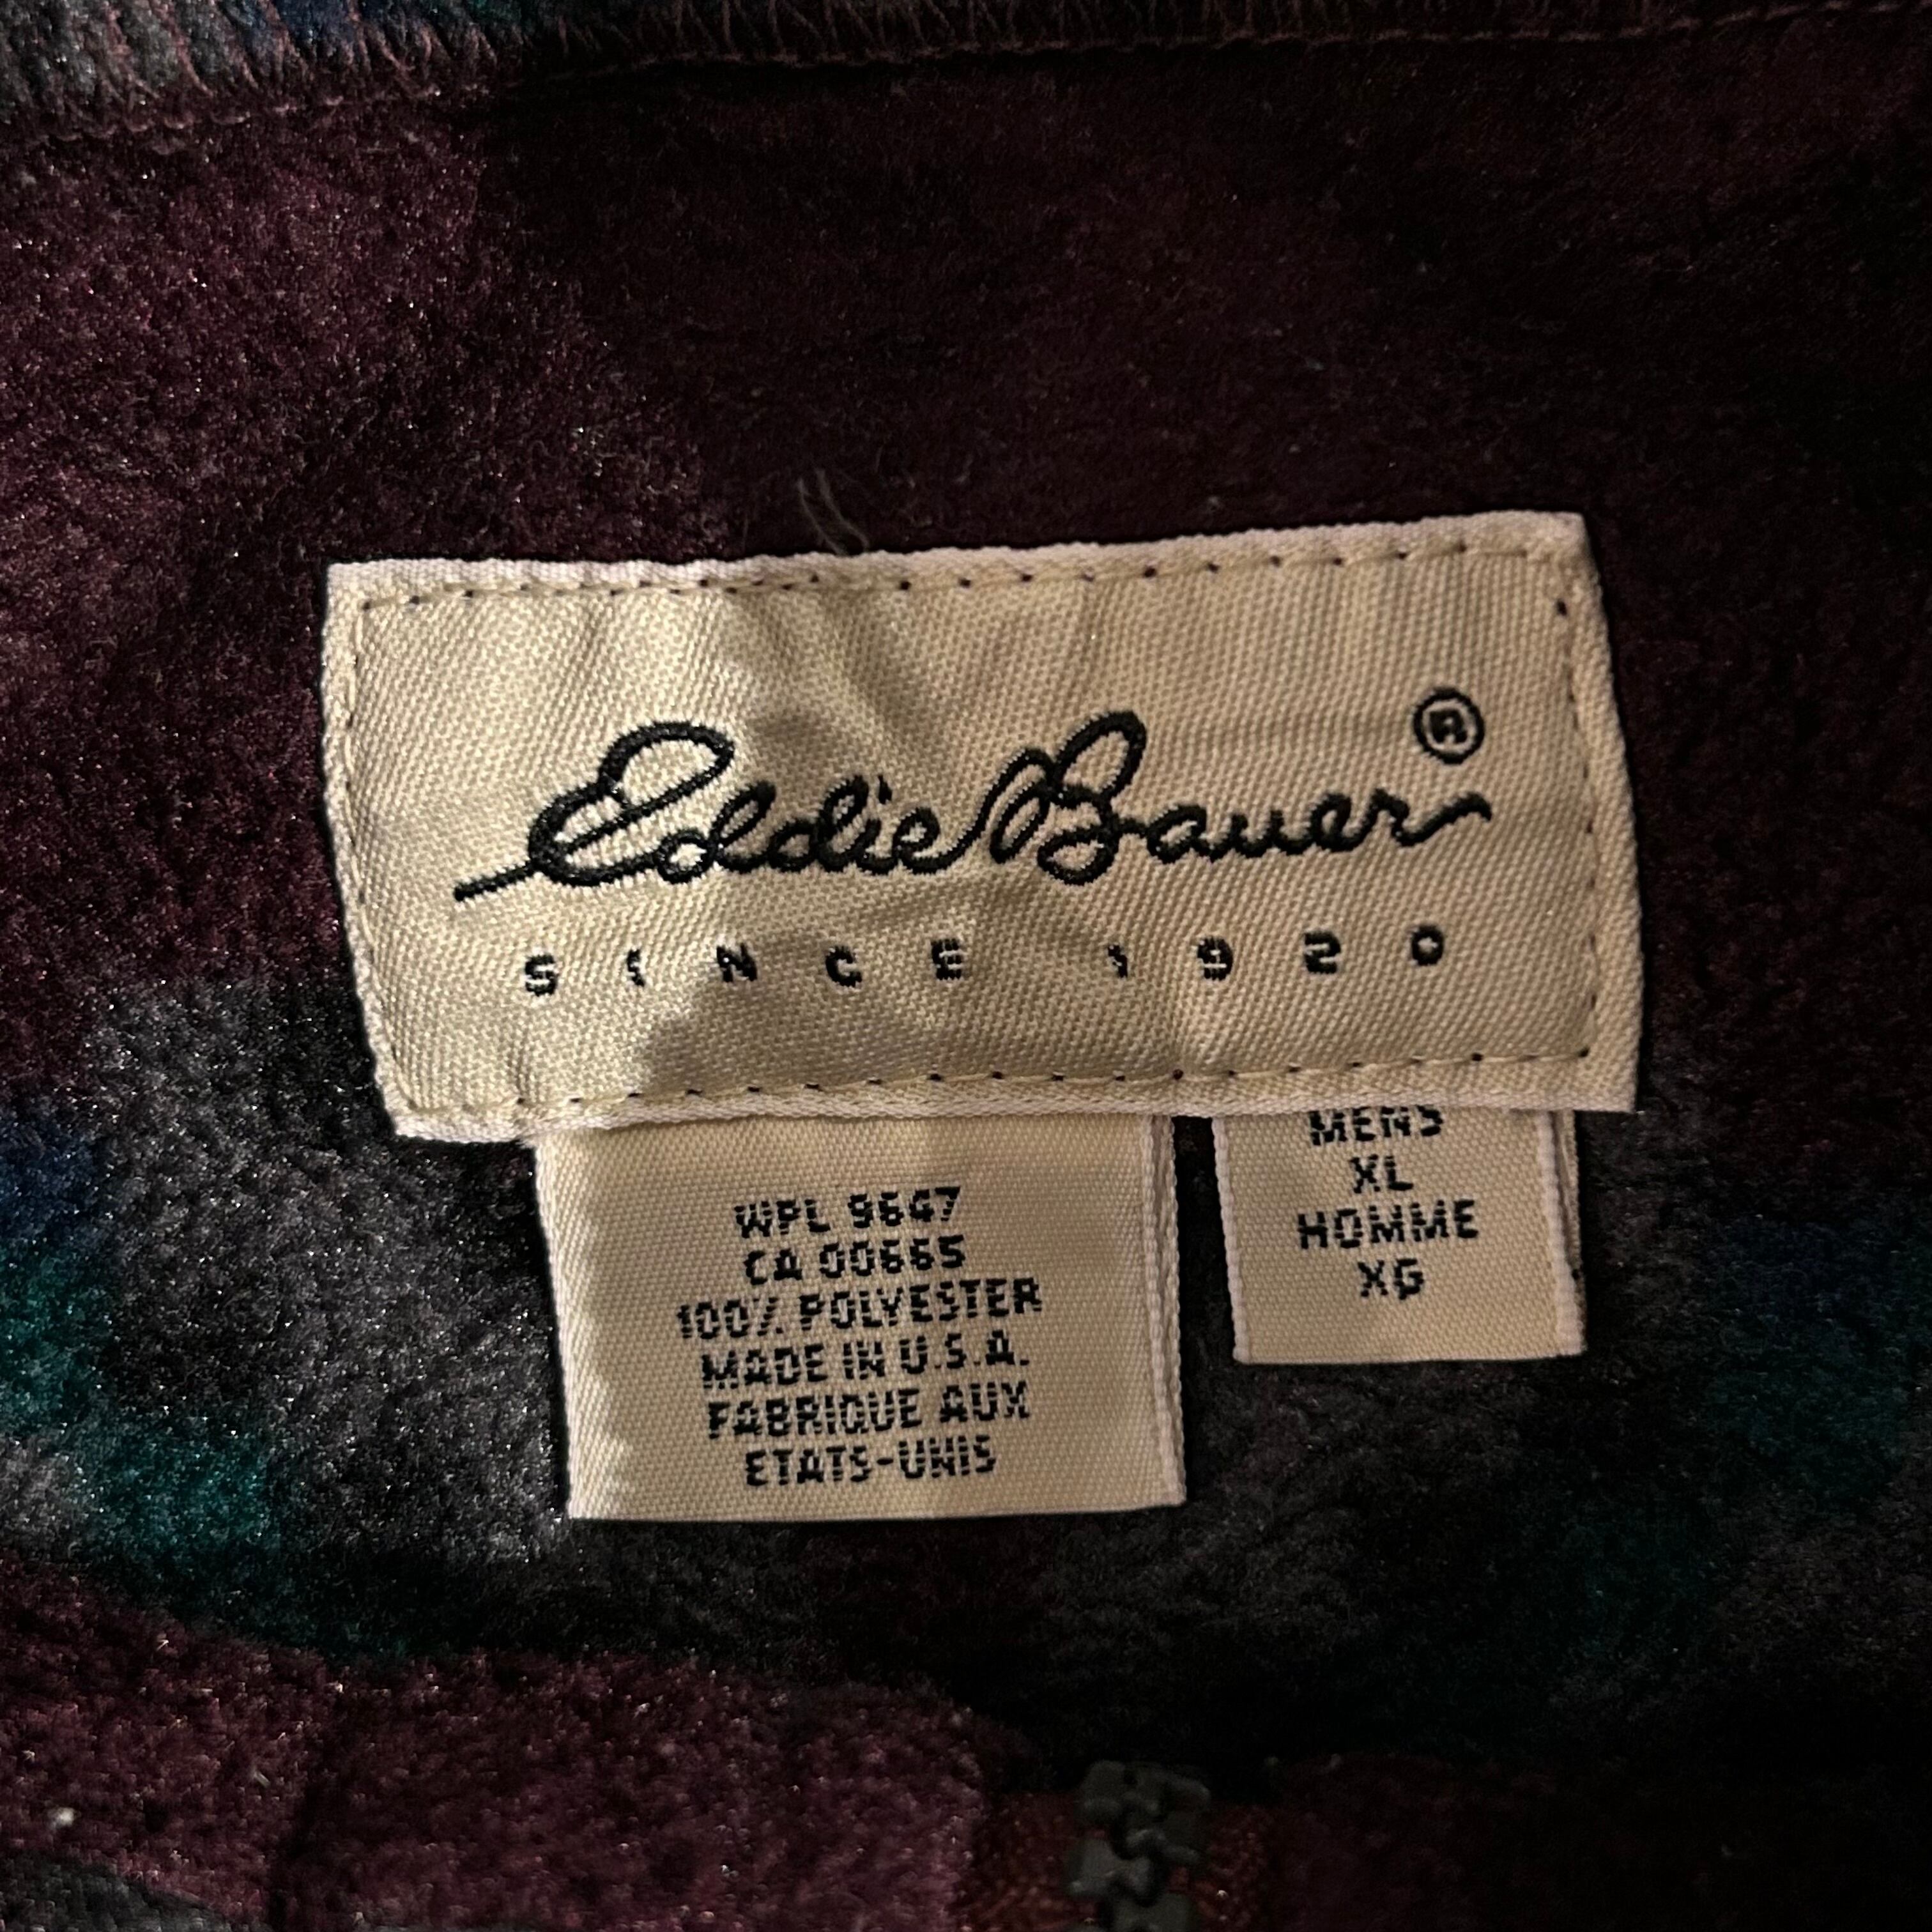 Eddie Bauer®
SINCE 1920
WPL 9647
CA 00665
100% POLYESTER
MADE IN U.S.A.
FABRIQUE AUX
ETATS-UNIS
MENS
XL
HOMME
XG